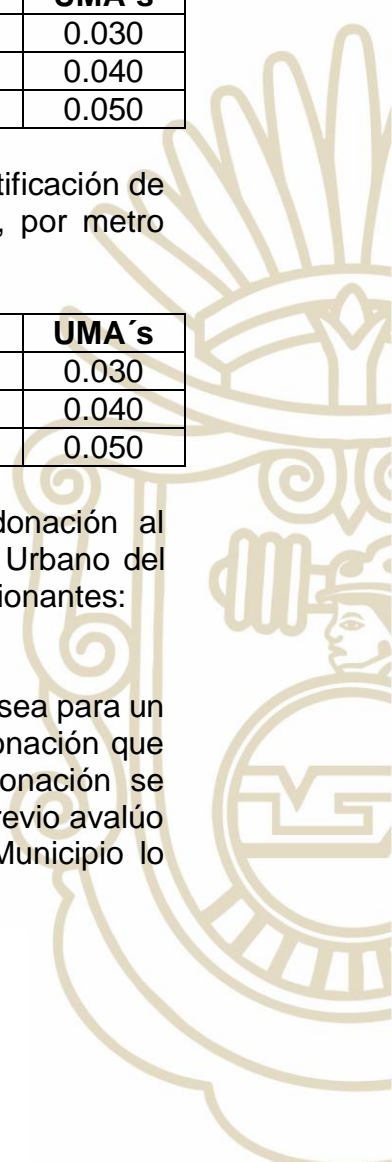 UMA´s
0.030
0.040
0.050
tificación de
, por metro
UMA´s
0.030
0.040
0.050
donación al
Urbano del
ionantes:
sea para un
onación que
onación se
revio avalúo
Municipio lo